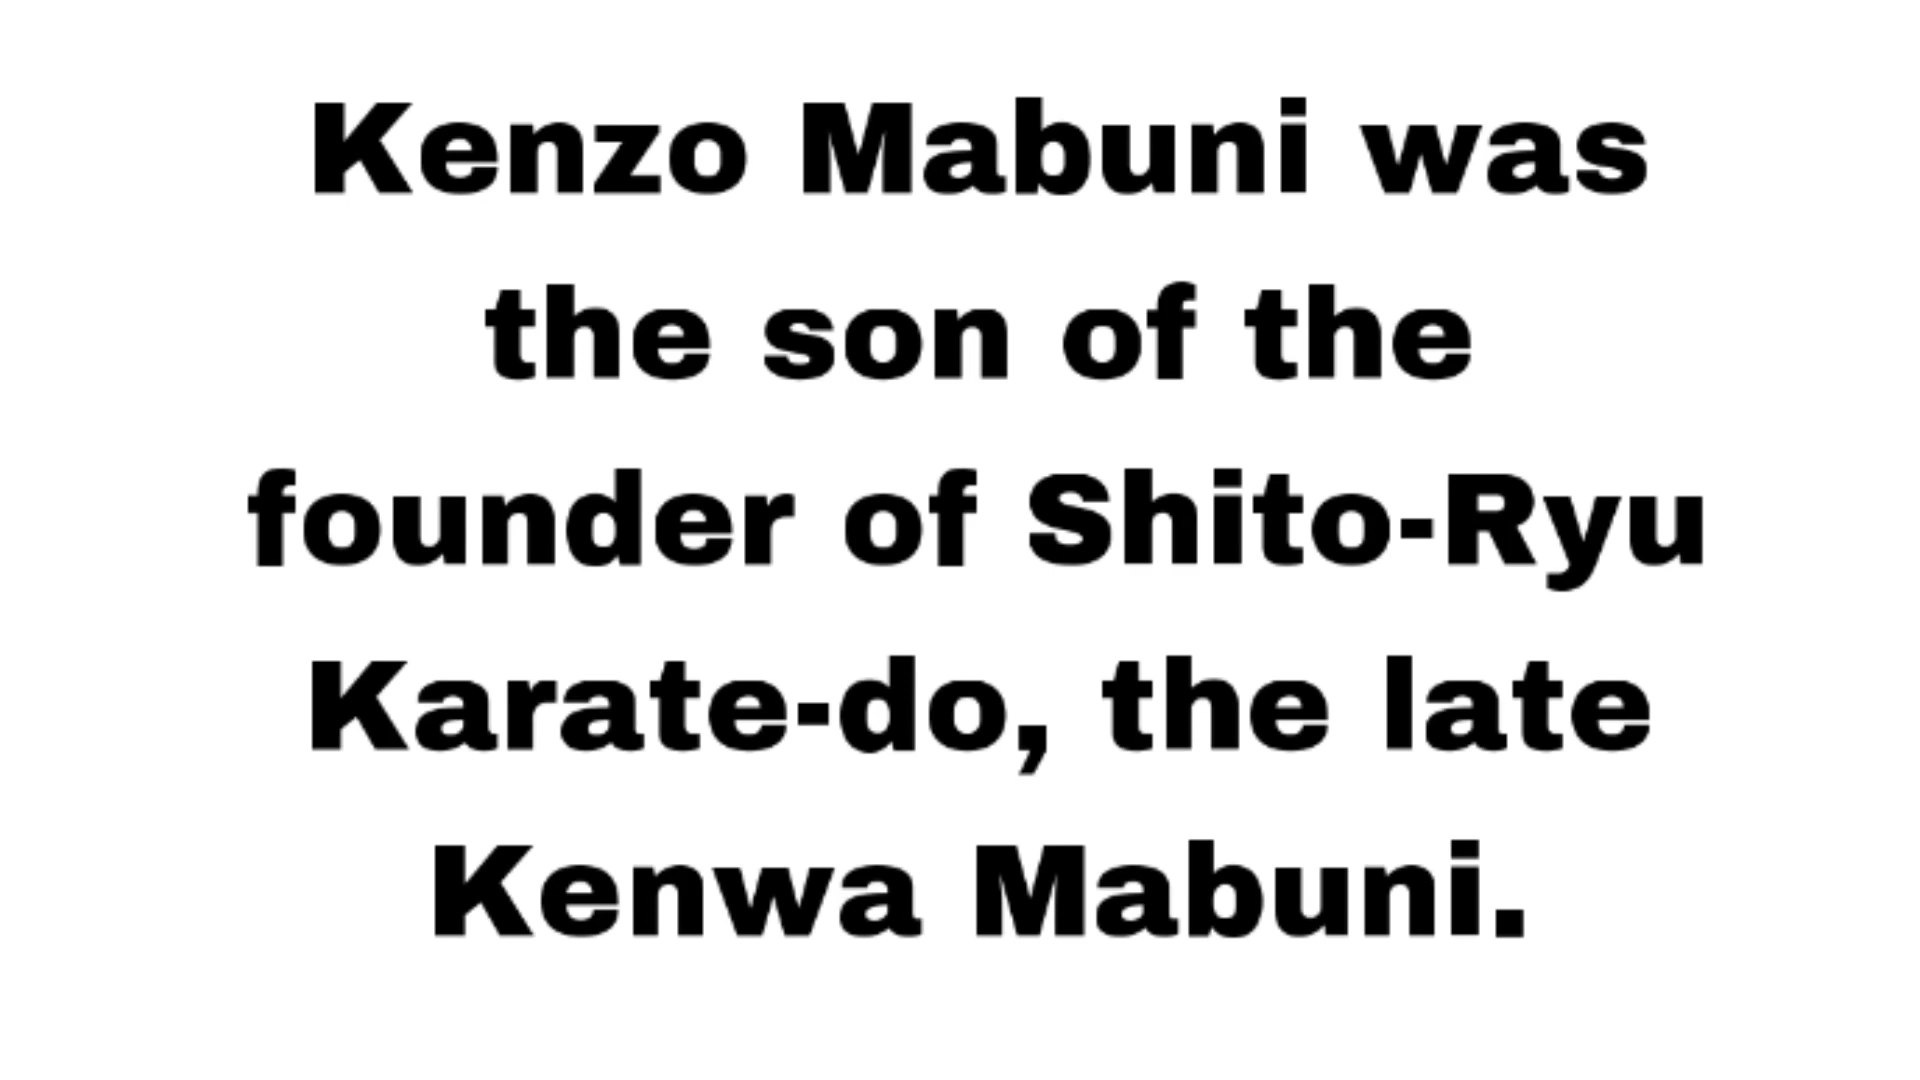 Kenzo Mabuni was
the son of the
founder of Shito-Ryu
Karate-do, the late
Kenwa Mabuni.